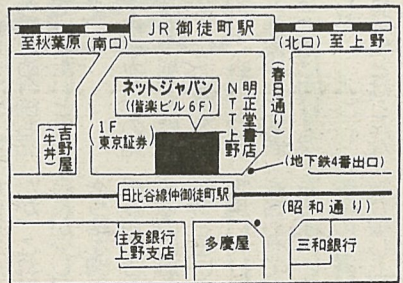 JR御徒町駅
至秋葉原(南口)
(北口)至上野
ネットジャパン
(偕楽ビル6F)
明正堂書店
NTT上野
(春日通り)
吉野屋
(牛丼)
(1F
東京証券)
(地下鉄4番出口)
日比谷線仲御徒町駅
(昭和通り)
住友銀行
上野支店
多慶屋
三和銀行